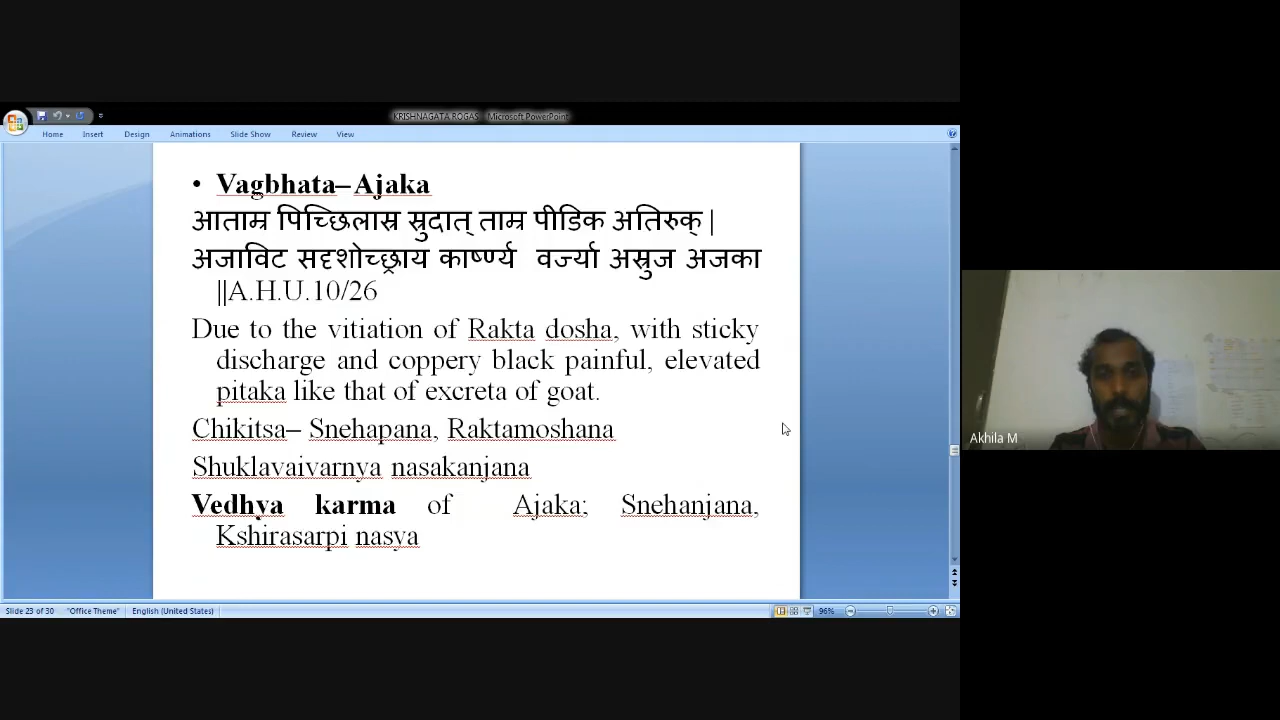 KRISHNAGATA ROGAS - Microsoft PowerPoint
Home Insert Design Animations Slide Show Review View
• Vagbhata– Ajaka
आताम्र पिच्छिलास्र स्रुदात् ताम्र पीडिक अतिरुक् |
अजाविट सदृशोच्छ्राय कार्ष्ण्य वर्ज्या अस्रुज अजका
||A.H.U.10/26
Due to the vitiation of Rakta dosha, with sticky
discharge and coppery black painful, elevated
pitaka like that of excreta of goat.
Chikitsa– Snehapana, Raktamoshana
Shuklavaivarnya nasakanjana
Vedhya karma of Ajaka; Snehanjana,
Kshirasarpi nasya
Akhila M
Slide 23 of 30 "Office Theme" English (United States) 96%